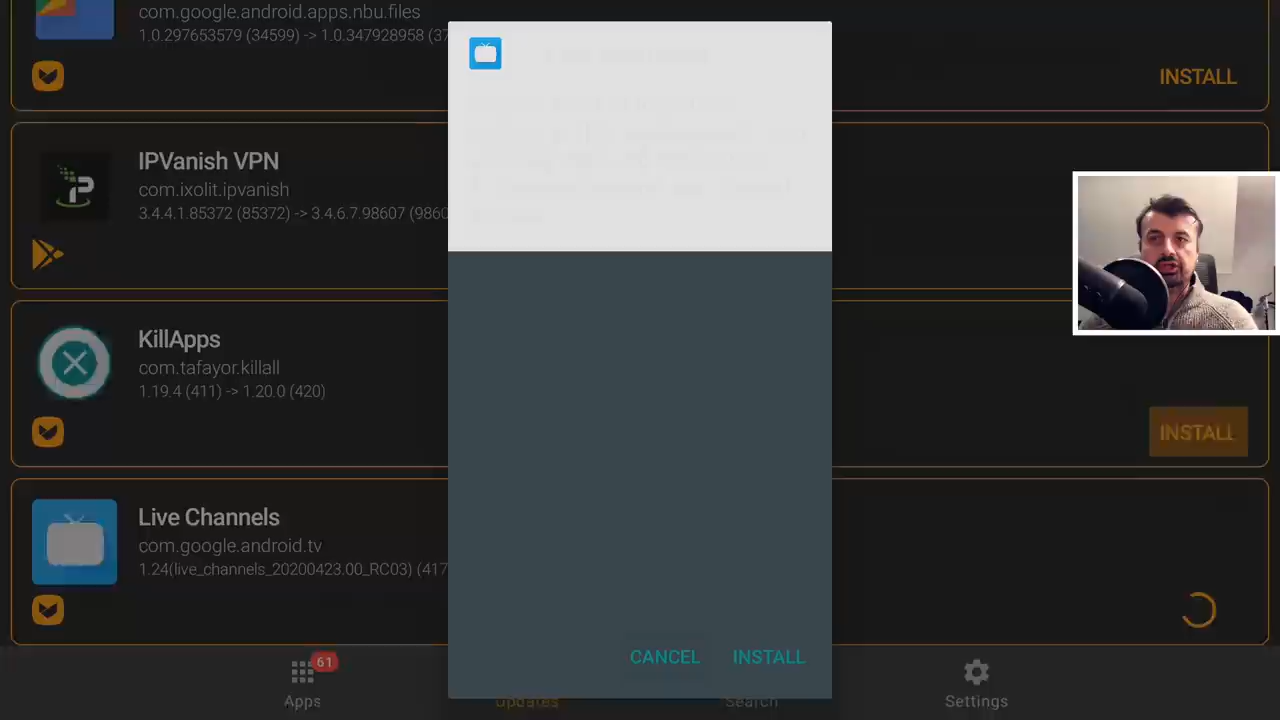 com.google.android.apps.nbu.files
1.0.297653579 (34599) -> 1.0.347928958 (37
INSTALL
IPVanish VPN
com.ixolit.ipvanish
3.4.4.1.85372 (85372) -> 3.4.6.7.98607 (9860
KillApps
com.tafayor.killall
1.19.4 (411) -> 1.20.0 (420)
INSTALL
Live Channels
com.google.android.tv
1.24(live_channels_20200423.00_RC03) (417
CANCEL INSTALL
61
Apps Updates Search Settings